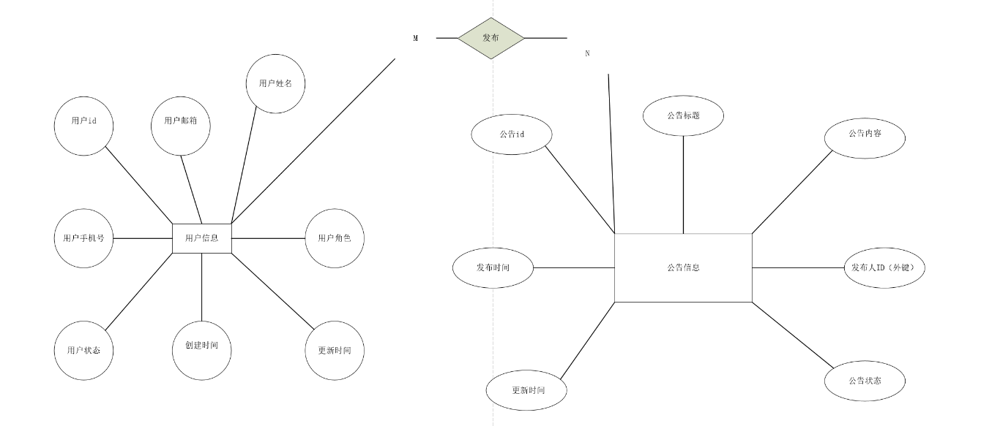 M
发布
N
用户姓名
用户id
用户邮箱
公告id
公告标题
公告内容
用户手机号
用户信息
用户角色
发布时间
公告信息
发布人ID（外键）
用户状态
创建时间
更新时间
更新时间
公告状态